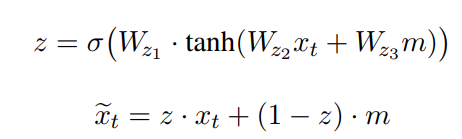 z = σ(W_{z_1} · tanh(W_{z_2} x_t + W_{z_3} m))
x̃_t = z · x_t + (1 − z) · m